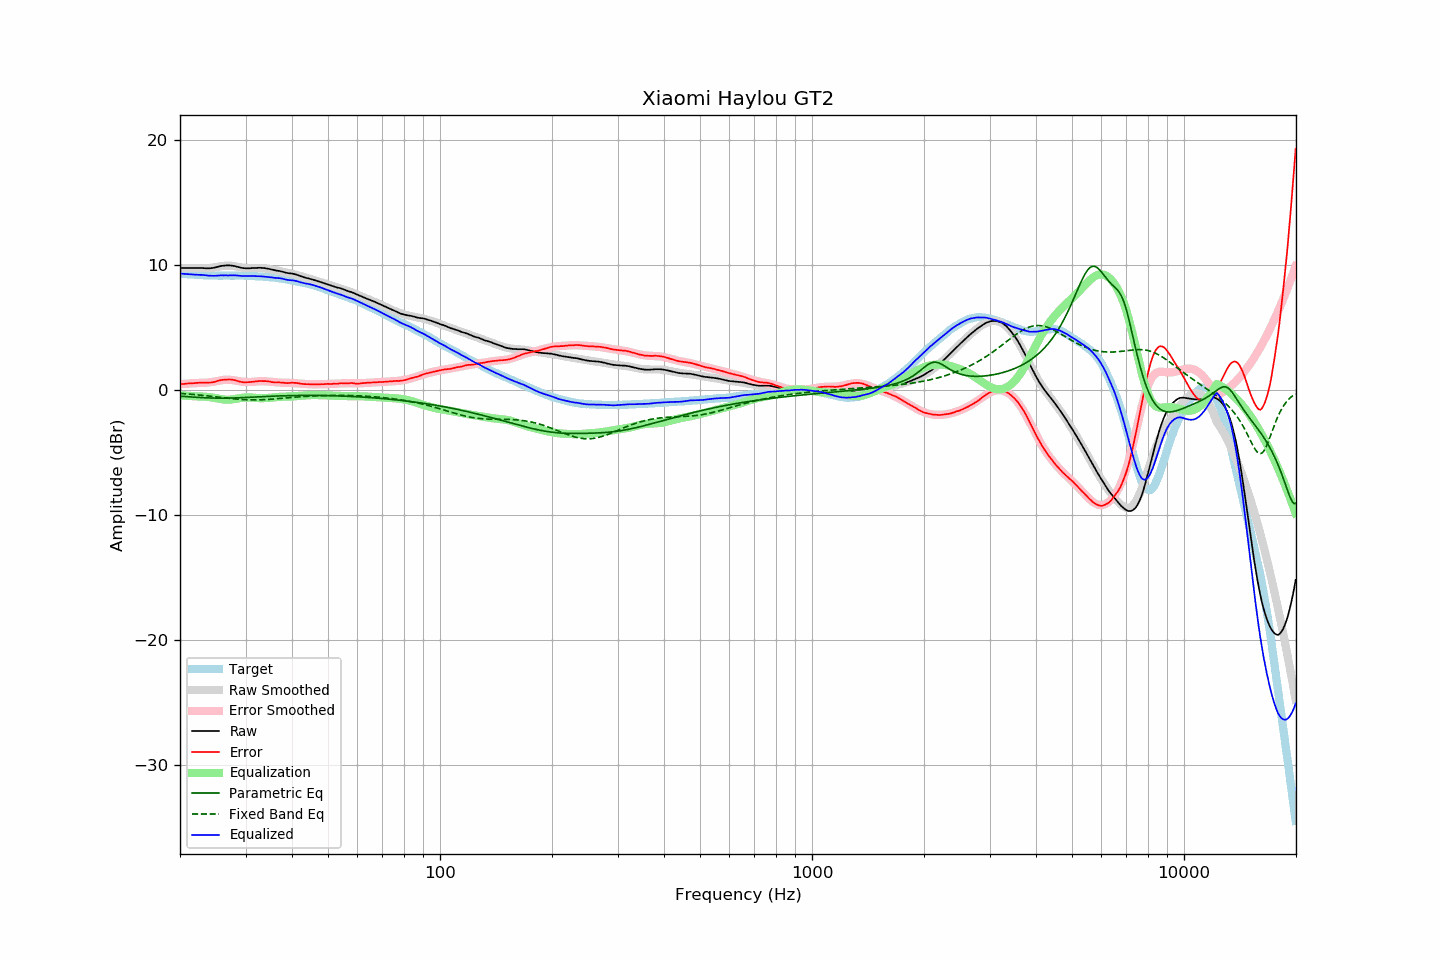 Xiaomi Haylou GT2
20
10
0
−10
−20
−30
Amplitude (dBr)
Target
Raw Smoothed
Error Smoothed
Raw
Error
Equalization
Parametric Eq
Fixed Band Eq
Equalized
100
1000
10000
Frequency (Hz)